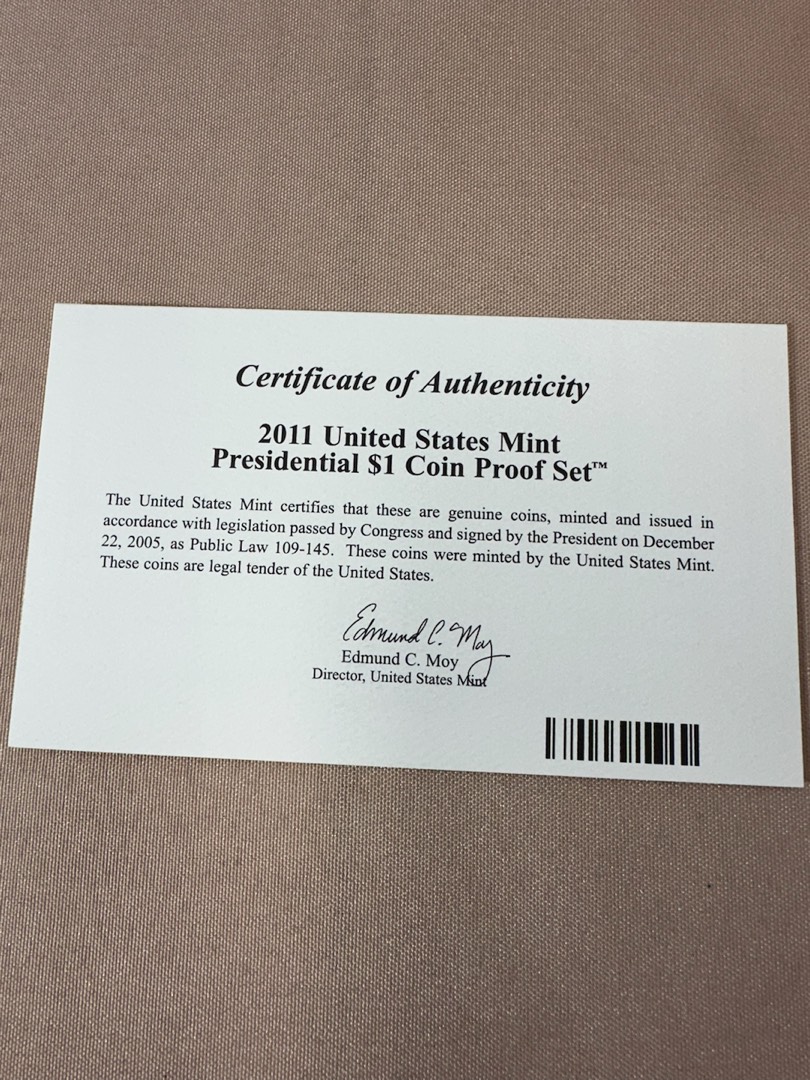 Certificate of Authenticity
2011 United States Mint
Presidential $1 Coin Proof Set™
The United States Mint certifies that these are genuine coins, minted and issued in
accordance with legislation passed by Congress and signed by the President on December
22, 2005, as Public Law 109-145. These coins were minted by the United States Mint.
These coins are legal tender of the United States.
Edmund C. Moy
Edmund C. Moy
Director, United States Mint